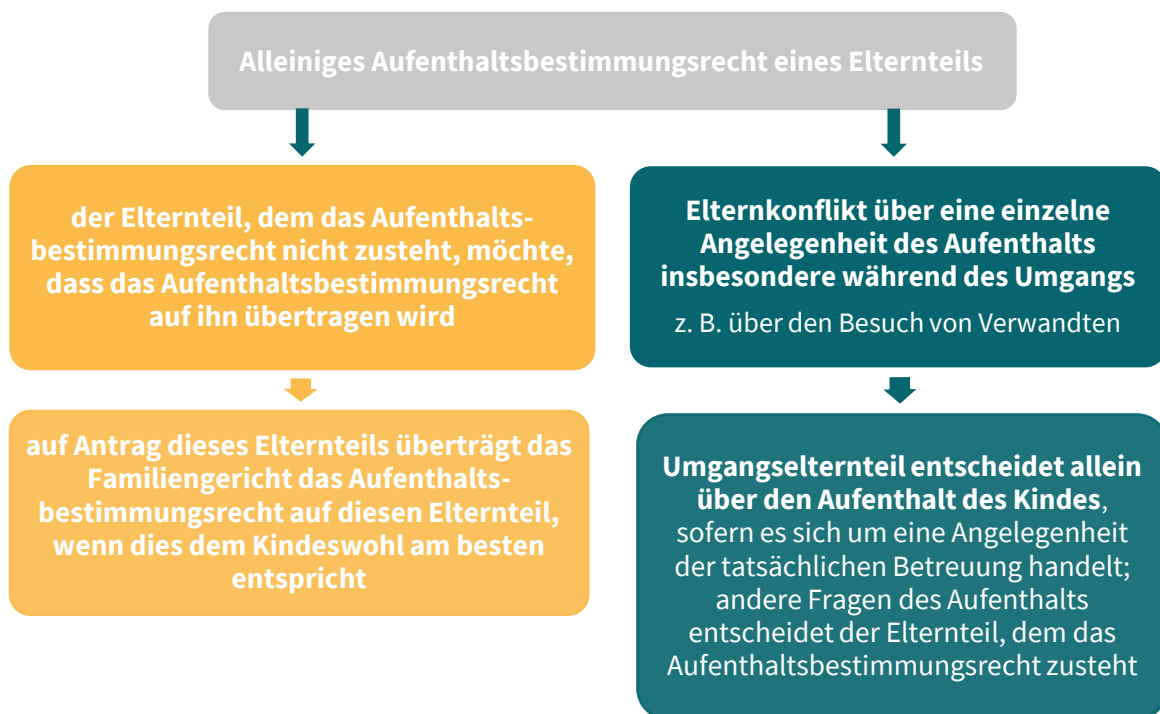 Alleiniges Aufenthaltsbestimmungsrecht eines Elternteils
der Elternteil, dem das Aufenthalts-
bestimmungsrecht nicht zusteht, möchte,
dass das Aufenthaltsbestimmungsrecht
auf ihn übertragen wird
auf Antrag dieses Elternteils überträgt das
Familiengericht das Aufenthalts-
bestimmungsrecht auf diesen Elternteil,
wenn dies dem Kindeswohl am besten
entspricht
Elternkonflikt über eine einzelne
Angelegenheit des Aufenthalts
insbesondere während des Umgangs
z. B. über den Besuch von Verwandten
Umgangselternteil entscheidet allein
über den Aufenthalt des Kindes,
sofern es sich um eine Angelegenheit
der tatsächlichen Betreuung handelt;
andere Fragen des Aufenthalts
entscheidet der Elternteil, dem das
Aufenthaltsbestimmungsrecht zusteht